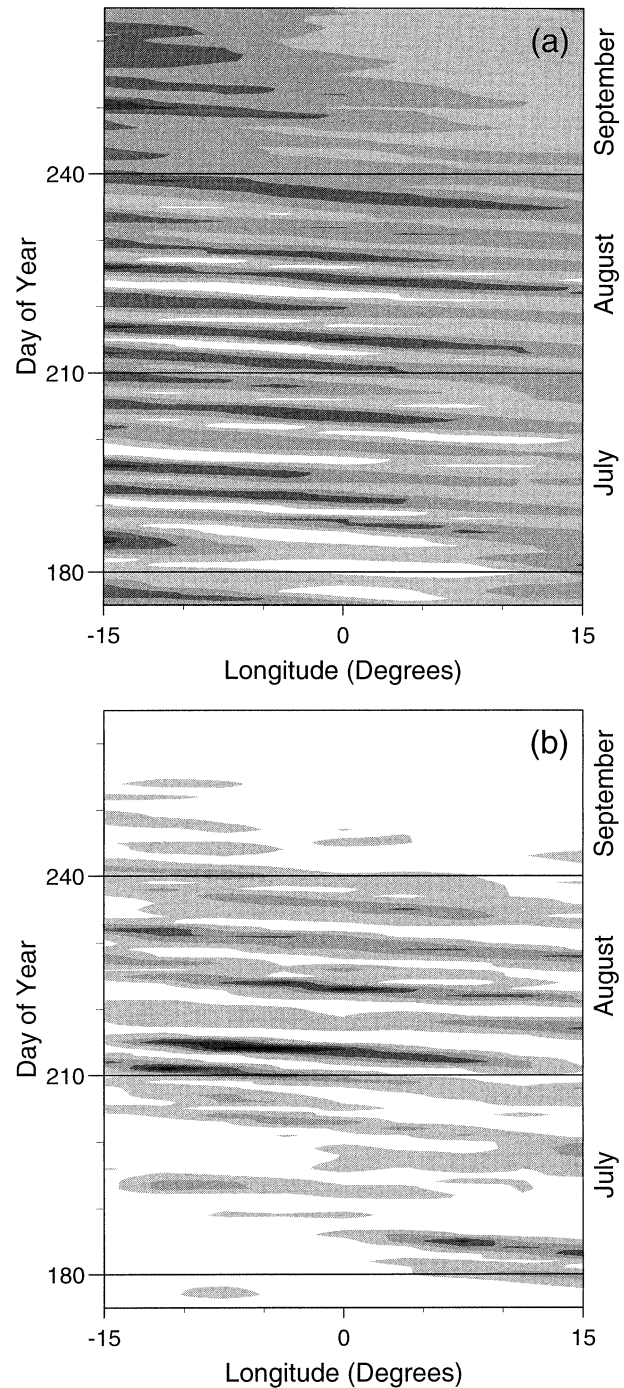 (a)
September
240
August
Day of Year
210
July
180
-15
0
15
Longitude (Degrees)
(b)
September
240
August
Day of Year
210
July
180
-15
0
15
Longitude (Degrees)